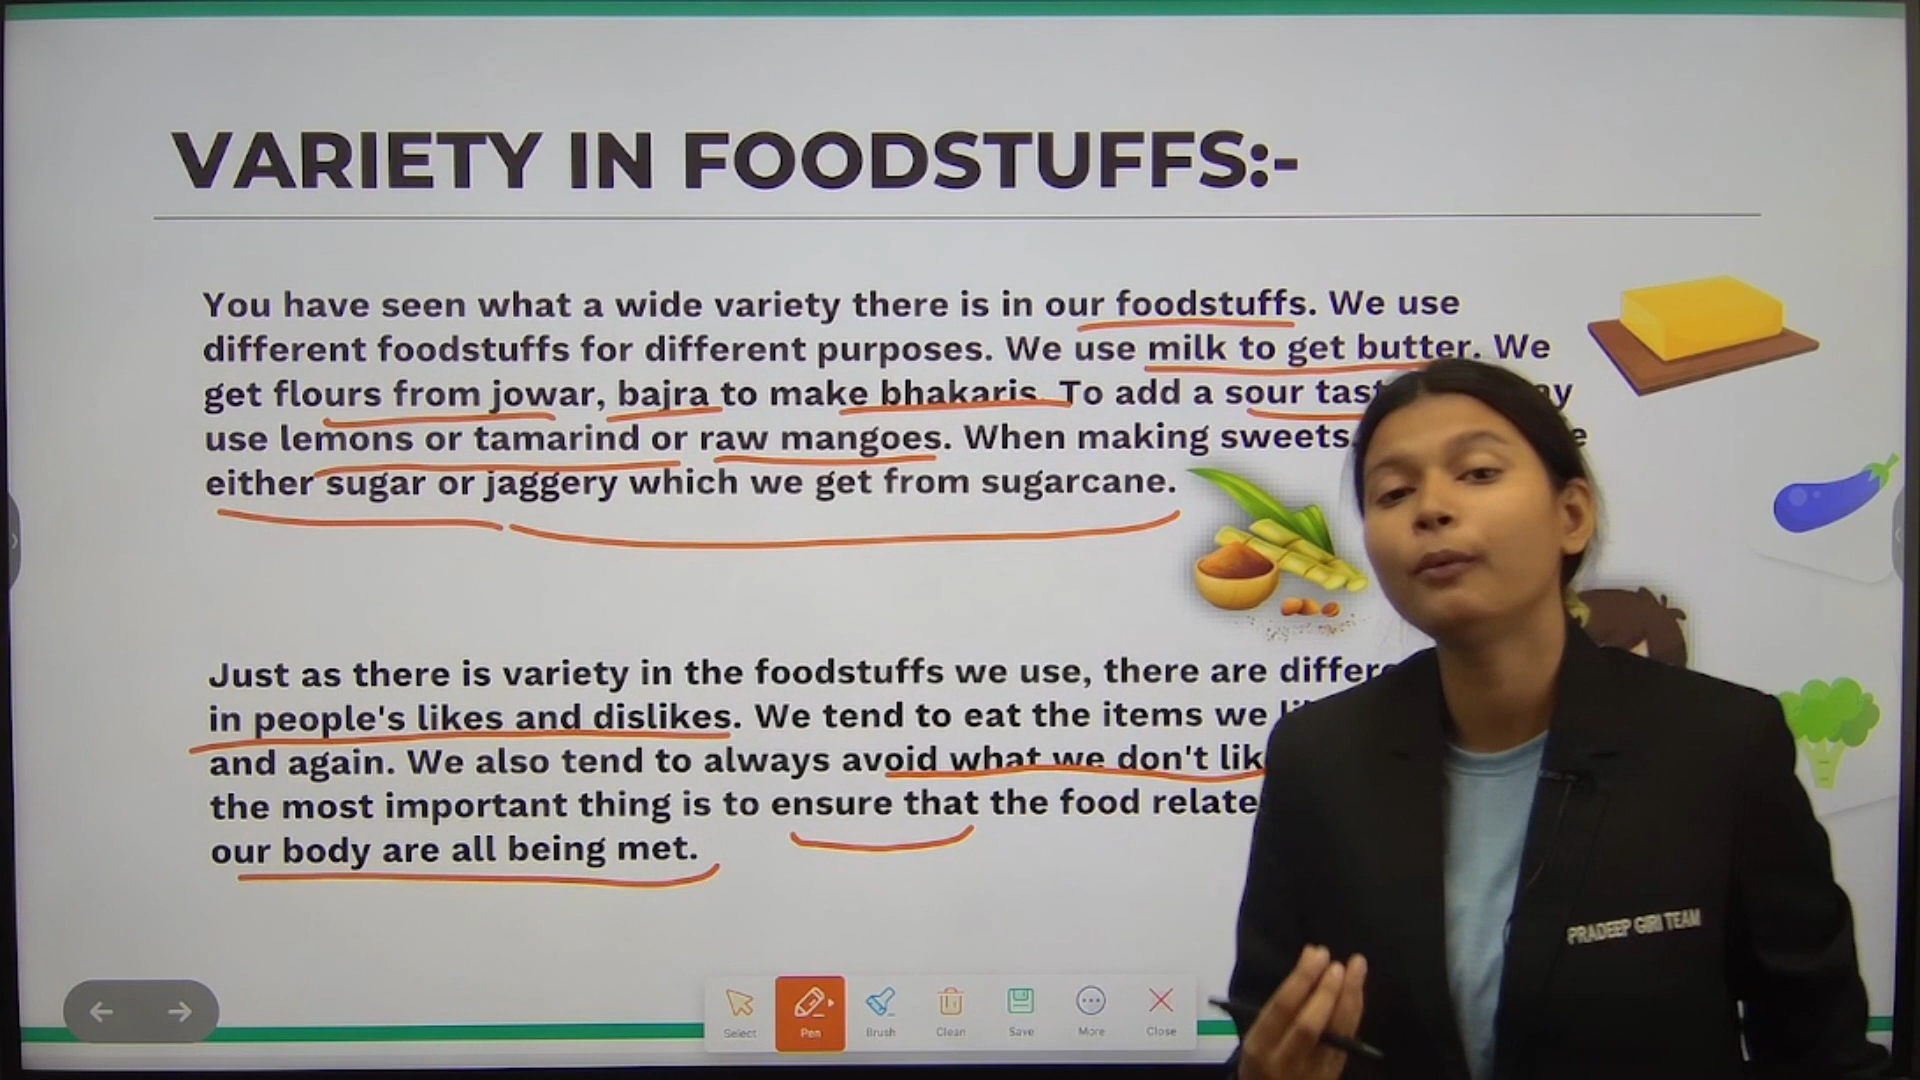 VARIETY IN FOODSTUFFS:-
You have seen what a wide variety there is in our foodstuffs. We use
different foodstuffs for different purposes. We use milk to get butter. We
get flours from jowar, bajra to make bhakaris. To add a sour
use lemons or tamarind or raw mangoes. When making sweets,
either sugar or jaggery which we get from sugarcane.
Just as there is variety in the foodstuffs we use, there are
in people's likes and dislikes. We tend to eat the items we
and again. We also tend to always avoid what we don't
the most important thing is to ensure that the food
our body are all being met.
PRADEEP GIRI TEAM
Select
Pen
Brush
Clean
Save
More
Close